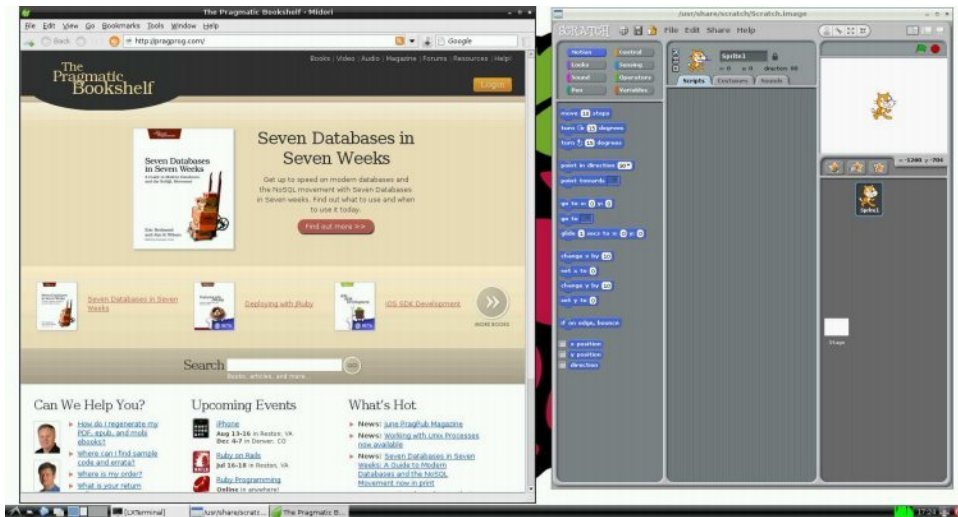 The Pragmatic Bookshelf - Midori
File Edit View Go Bookmarks Tools Window Help
Back
http://pragprog.com/
Google
Books | Video | Audio | Magazine | Forums | Resources | Help!
The
Pragmatic
Bookshelf
Login
Seven Databases
in Seven Weeks
Seven Databases in
Seven Weeks
Get up to speed on modern databases and
the NoSQL movement with Seven Databases
in Seven weeks. Find out what to use and when
to use it today.
Find out more >>
Seven Databases in Seven
Weeks
Deploying with JRuby
iOS SDK Development
MORE BOOKS
Search
GO
Books, articles, and more...
Can We Help You?
How do I regenerate my
PDF, epub, and mobi
ebooks?
Where can I find sample
code and errata?
Where is my order?
What is your return
Upcoming Events
iPhone
Aug 13-16 in Reston, VA
Dec 4-7 in Denver, CO
Ruby on Rails
Jul 16-18 in Reston, VA
Ruby Programming
Online in anywhere!
What's Hot
News: June PragPub Magazine
News: Working with Unix Processes
now available
News: Seven Databases in Seven
Weeks: A Guide to Modern
Databases and the NoSQL
Movement now in print
/usr/share/scratch/Scratch.image
SCRATCH
File Edit Share Help
Motion Control
Looks Sensing
Sound Operators
Pen Variables
Sprite1
x: 0 y: 0 direction: 90
Scripts Costumes Sounds
move 10 steps
turn 15 degrees
turn 15 degrees
point in direction 90
point towards
go to x: 0 y: 0
go to
glide 1 secs to x: 0 y: 0
change x by 10
set x to 0
change y by 10
set y to 0
if on edge, bounce
x position
y position
direction
x: -1260 y: -704
Sprite1
Stage
[LXTerminal]
/usr/share/scratc...
The Pragmatic B...
17:24